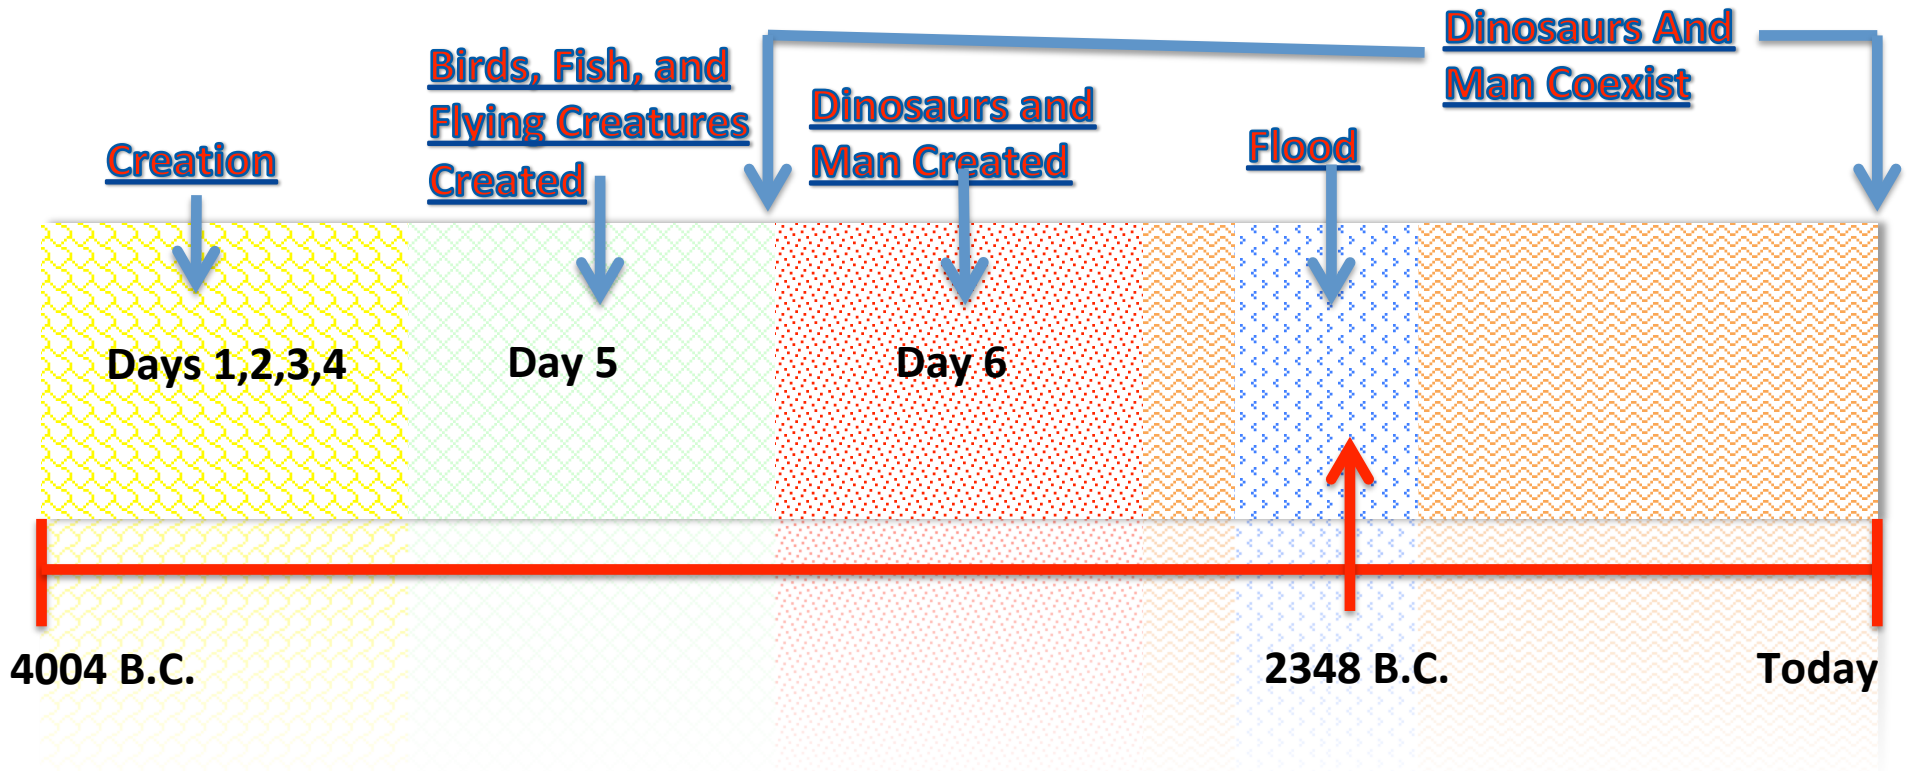 Creation
Birds, Fish, and
Flying Creatures
Created
Dinosaurs and
Man Created
Flood
Dinosaurs And
Man Coexist
Days 1,2,3,4
Day 5
Day 6
4004 B.C.
2348 B.C.
Today